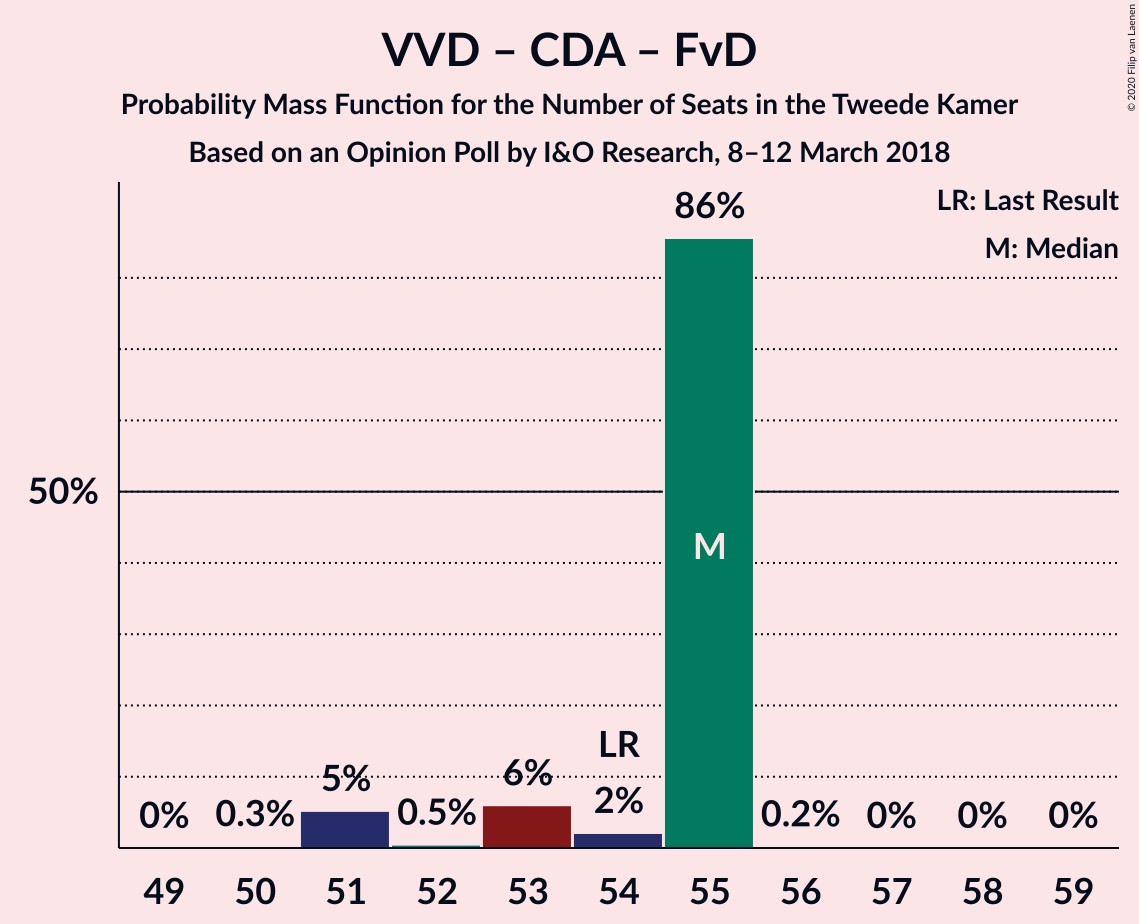 VVD – CDA – FvD
Probability Mass Function for the Number of Seats in the Tweede Kamer
Based on an Opinion Poll by I&O Research, 8–12 March 2018
© 2020 Filip van Laenen
LR: Last Result
M: Median
86%
50%
M
LR
0% 0.3% 5% 0.5% 6% 2% 0.2% 0% 0% 0%
49 50 51 52 53 54 55 56 57 58 59